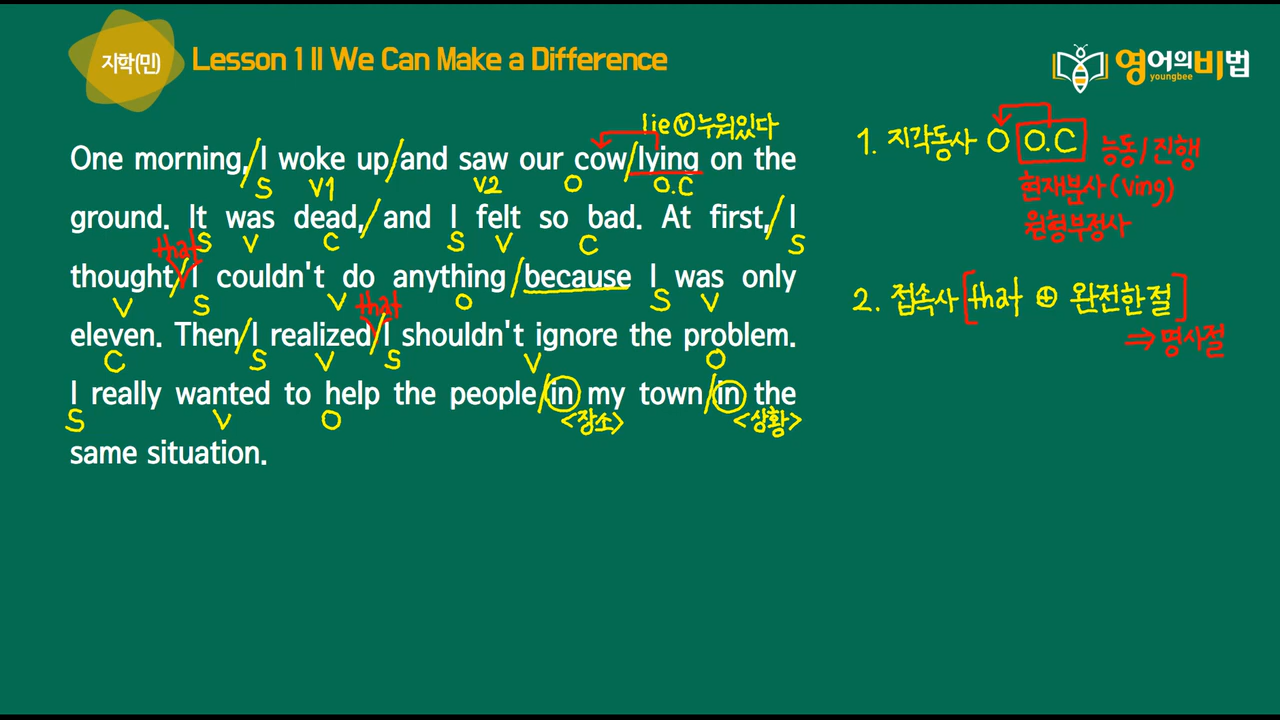 지학(민)
Lesson 1 ll We Can Make a Difference
영어의비법
youngbee
lie ⓥ누워있다
One morning,/I woke up/and saw our cow/lying on the
S V1 V2 O O.C
ground. It was dead,/and I felt so bad. At first,/I
that S V C S V C S
thought/I couldn't do anything/because I was only
V S V that O S V
eleven. Then/I realized/I shouldn't ignore the problem.
C S V S V O
I really wanted to help the people/in my town/in the
S V O <장소> <상황>
same situation.
1. 지각동사 O O.C 능동/진행
현재분사(ving)
원형부정사
2. 접속사[that ⊕ 완전한절]
⇒명사절